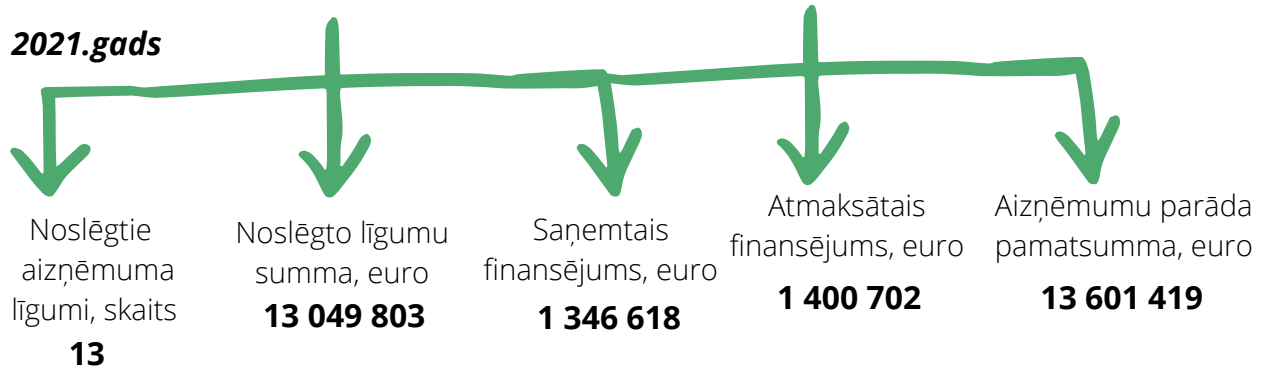 2021.gads
Noslēgtie
aizņēmuma
līgumi, skaits
13
Noslēgto līgumu
summa, euro
13 049 803
Saņemtais
finansējums, euro
1 346 618
Atmaksātais
finansējums, euro
1 400 702
Aizņēmumu parāda
pamatsumma, euro
13 601 419